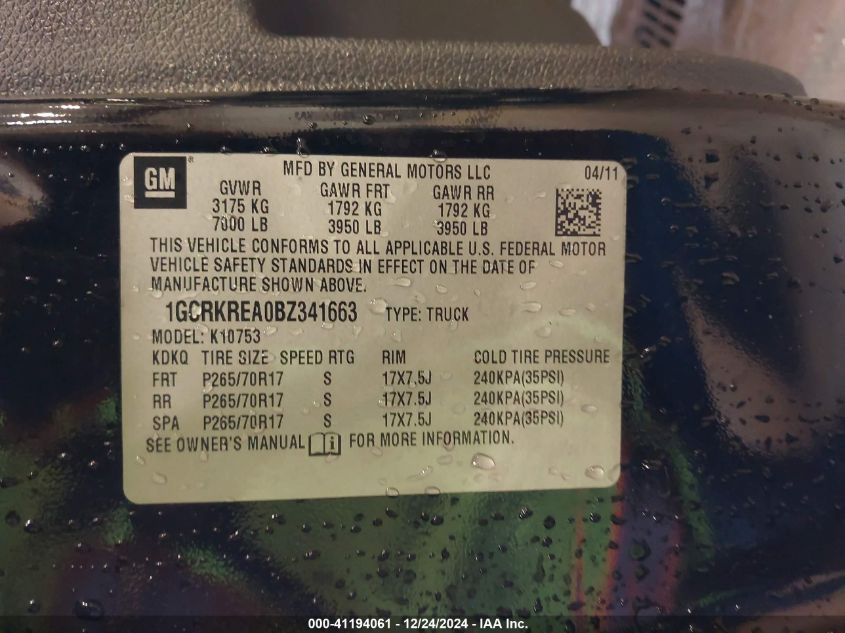 GM
MFD BY GENERAL MOTORS LLC 04/11
GVWR GAWR FRT GAWR RR
3175 KG 1792 KG 1792 KG
7000 LB 3950 LB 3950 LB
THIS VEHICLE CONFORMS TO ALL APPLICABLE U.S. FEDERAL MOTOR
VEHICLE SAFETY STANDARDS IN EFFECT ON THE DATE OF
MANUFACTURE SHOWN ABOVE.
1GCRKREA0BZ341663 TYPE: TRUCK
MODEL: K10753
KDKQ TIRE SIZE SPEED RTG RIM COLD TIRE PRESSURE
FRT P265/70R17 S 17X7.5J 240KPA(35PSI)
RR P265/70R17 S 17X7.5J 240KPA(35PSI)
SPA P265/70R17 S 17X7.5J 240KPA(35PSI)
SEE OWNER'S MANUAL i FOR MORE INFORMATION.
000-41194061 - 12/24/2024 - IAA Inc.